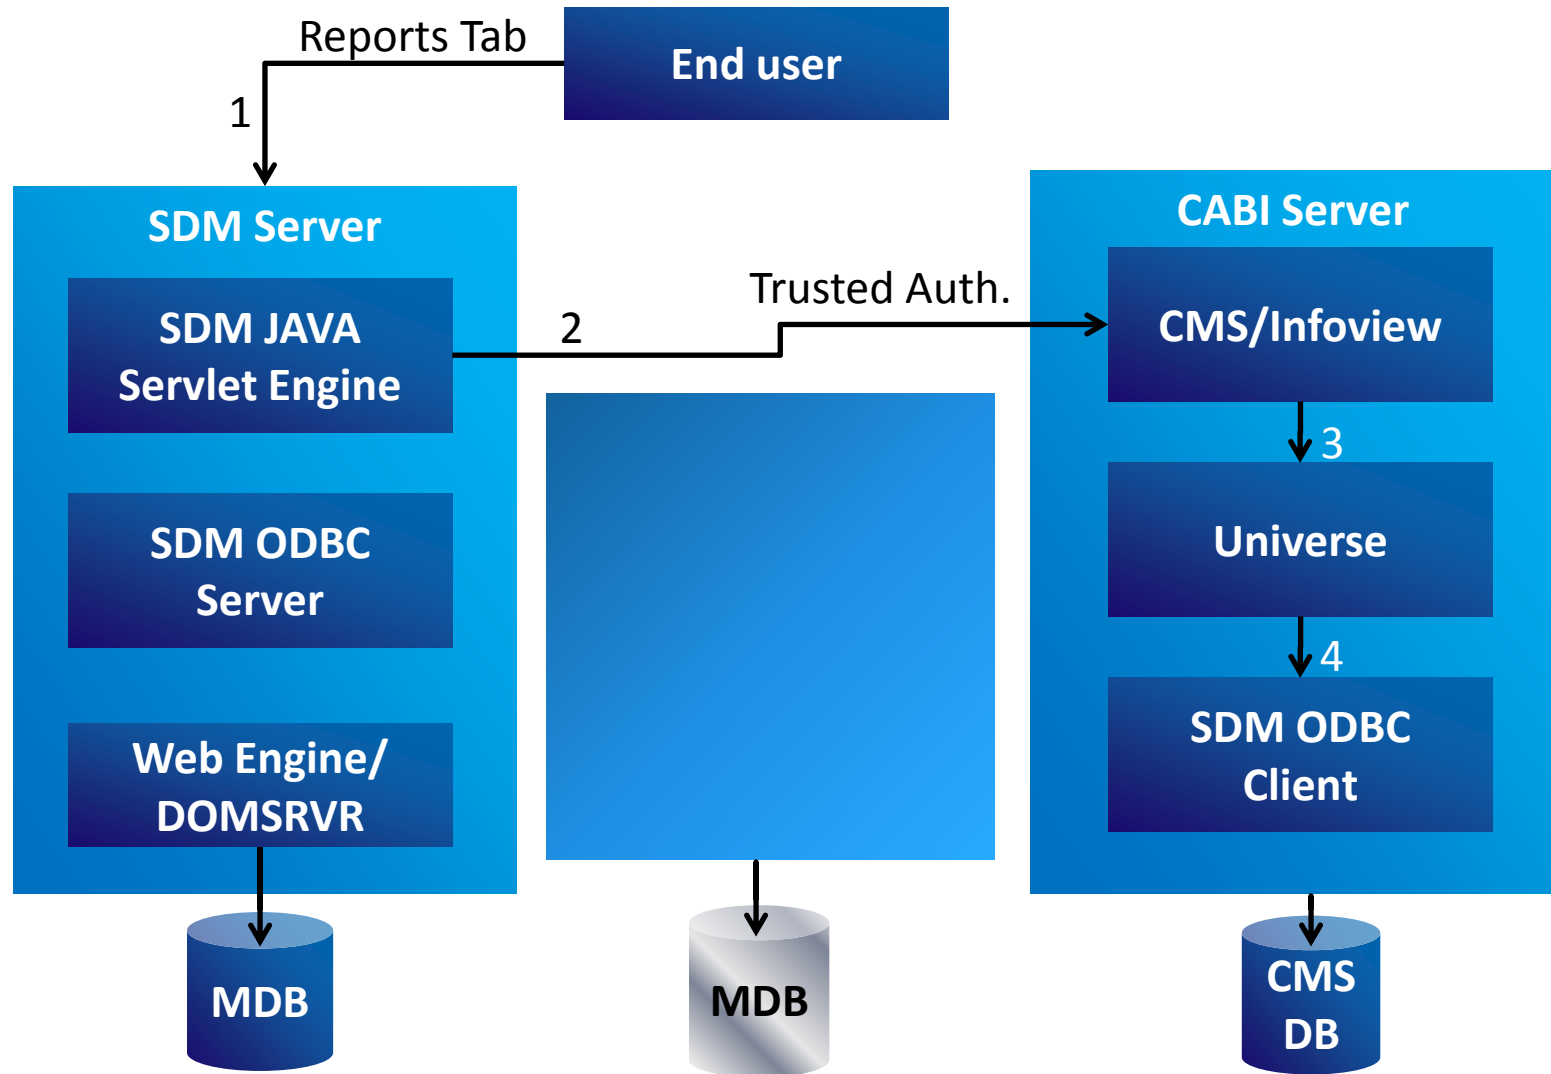 Reports Tab
End user
1
SDM Server
CABI Server
SDM JAVA
Servlet Engine
2
Trusted Auth.
CMS/Infoview
3
SDM ODBC
Server
Universe
4
Web Engine/
DOMSRVR
SDM ODBC
Client
MDB
MDB
CMS
DB